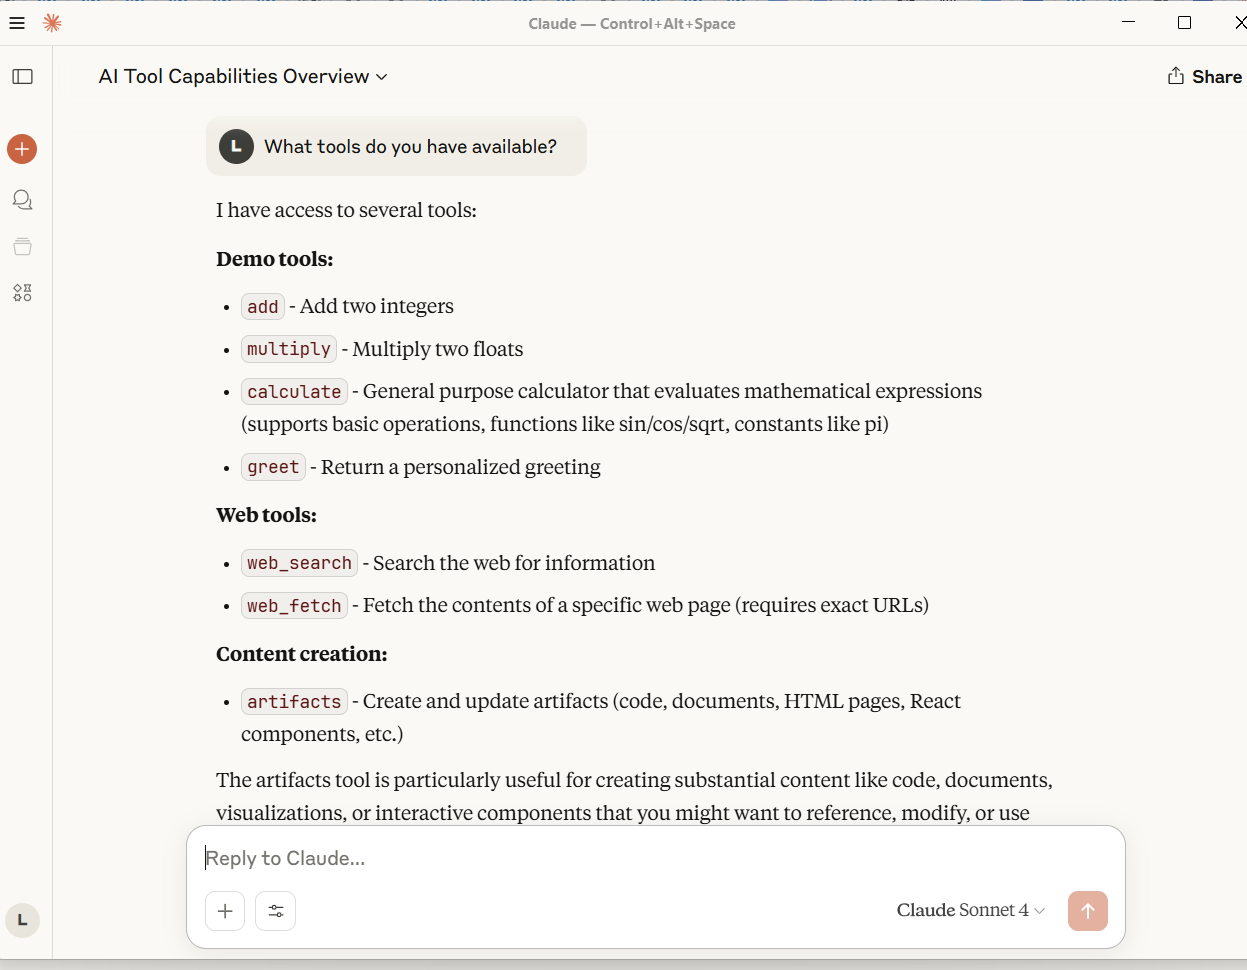 Claude — Control+Alt+Space
AI Tool Capabilities Overview
Share
L
What tools do you have available?
I have access to several tools:
Demo tools:
• add - Add two integers
• multiply - Multiply two floats
• calculate - General purpose calculator that evaluates mathematical expressions
(supports basic operations, functions like sin/cos/sqrt, constants like pi)
• greet - Return a personalized greeting
Web tools:
• web_search - Search the web for information
• web_fetch - Fetch the contents of a specific web page (requires exact URLs)
Content creation:
• artifacts - Create and update artifacts (code, documents, HTML pages, React
components, etc.)
The artifacts tool is particularly useful for creating substantial content like code, documents,
visualizations, or interactive components that you might want to reference, modify, or use
Reply to Claude...
Claude Sonnet 4
L